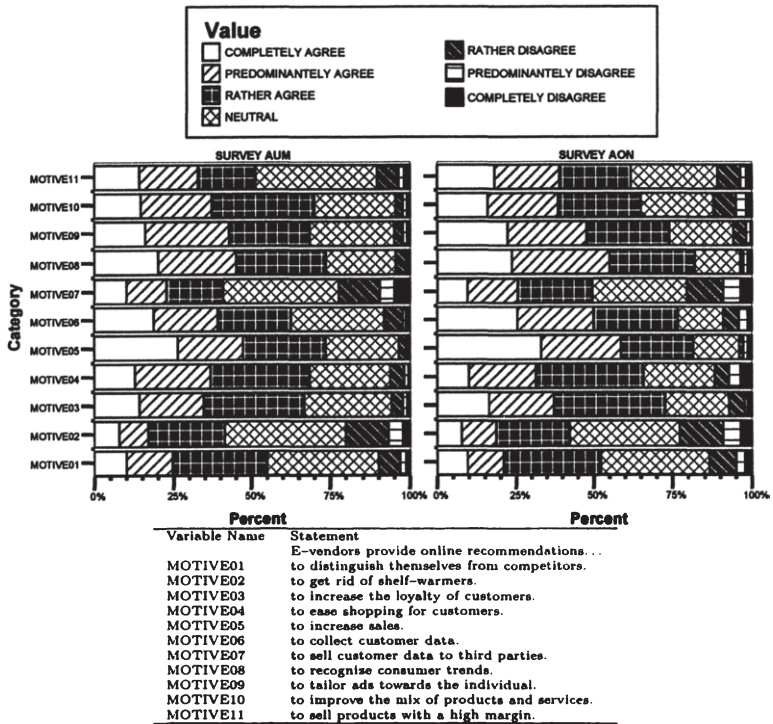 Value
COMPLETELY AGREE
PREDOMINANTELY AGREE
RATHER AGREE
NEUTRAL
RATHER DISAGREE
PREDOMINANTELY DISAGREE
COMPLETELY DISAGREE
SURVEY AUM
SURVEY AON
Category
MOTIVE11
MOTIVE10
MOTIVE09
MOTIVE08
MOTIVE07
MOTIVE06
MOTIVE05
MOTIVE04
MOTIVE03
MOTIVE02
MOTIVE01
0% 25% 50% 75% 100%
0% 25% 50% 75% 100%
Percent
Percent
Variable Name Statement
E-vendors provide online recommendations...
MOTIVE01 to distinguish themselves from competitors.
MOTIVE02 to get rid of shelf-warmers.
MOTIVE03 to increase the loyalty of customers.
MOTIVE04 to ease shopping for customers.
MOTIVE05 to increase sales.
MOTIVE06 to collect customer data.
MOTIVE07 to sell customer data to third parties.
MOTIVE08 to recognise consumer trends.
MOTIVE09 to tailor ads towards the individual.
MOTIVE10 to improve the mix of products and services.
MOTIVE11 to sell products with a high margin.